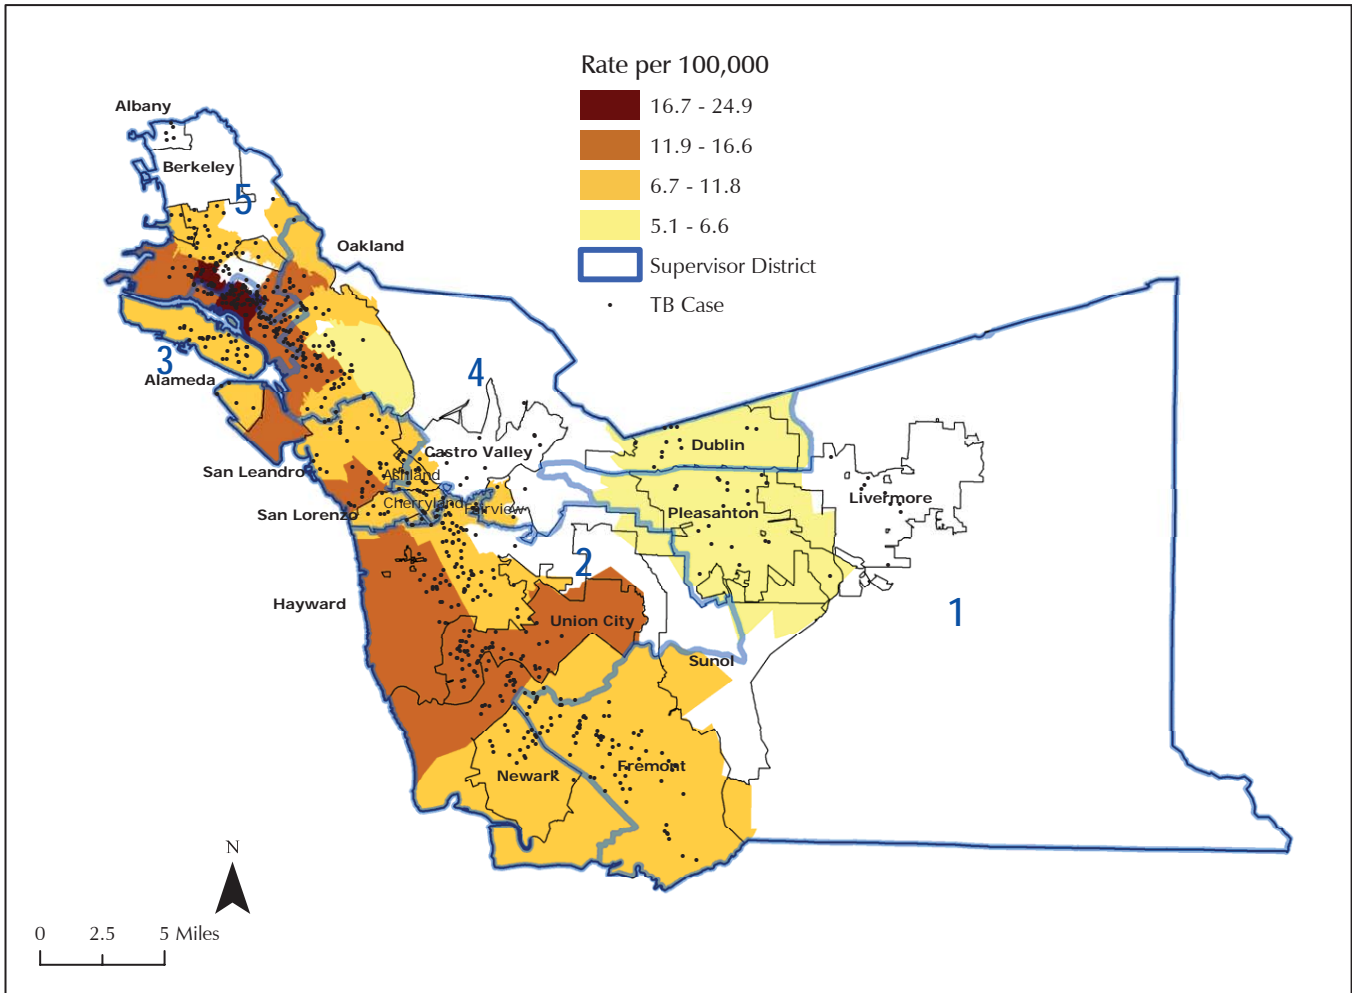 Rate per 100,000
16.7 - 24.9
11.9 - 16.6
6.7 - 11.8
5.1 - 6.6
Supervisor District
TB Case
Albany
Berkeley
5
Oakland
3
Alameda
4
Castro Valley
Dublin
San Leandro
Ashland
Livermore
Cherryland
Fairview
San Lorenzo
Pleasanton
2
Hayward
1
Union City
Sunol
Newark
Fremont
N
0 2.5 5 Miles